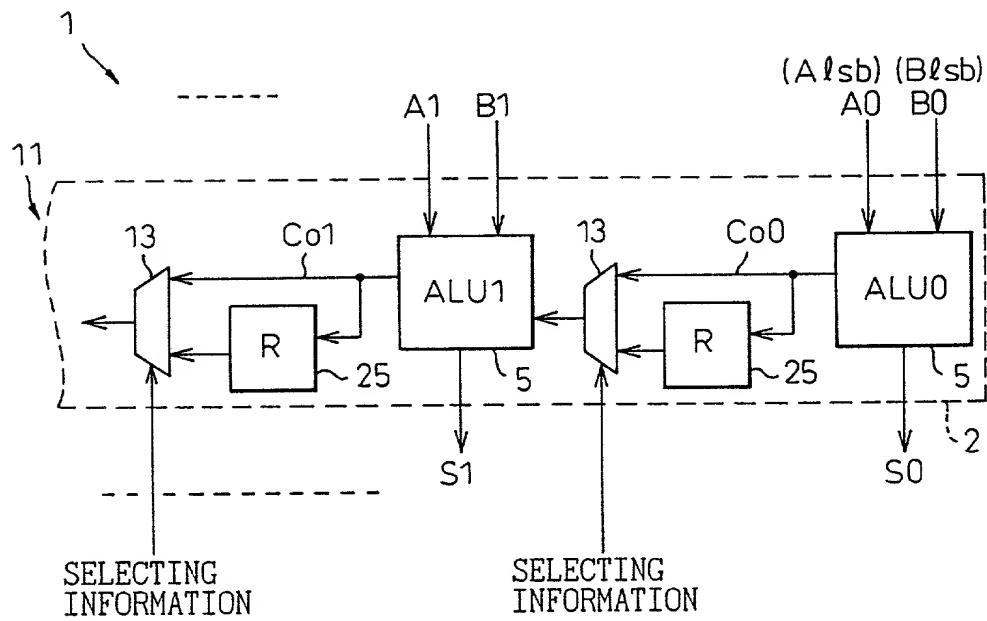 1
(Aℓsb) (Bℓsb)
A1 B1 A0 B0
11
13 Co1 13 Co0
ALU1 ALU0
R R
25 5 25 5
2
S1 S0
SELECTING
INFORMATION
SELECTING
INFORMATION